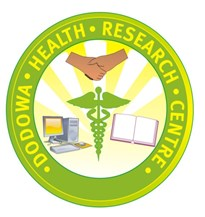 • DODOWA • HEALTH • RESEARCH • CENTRE •